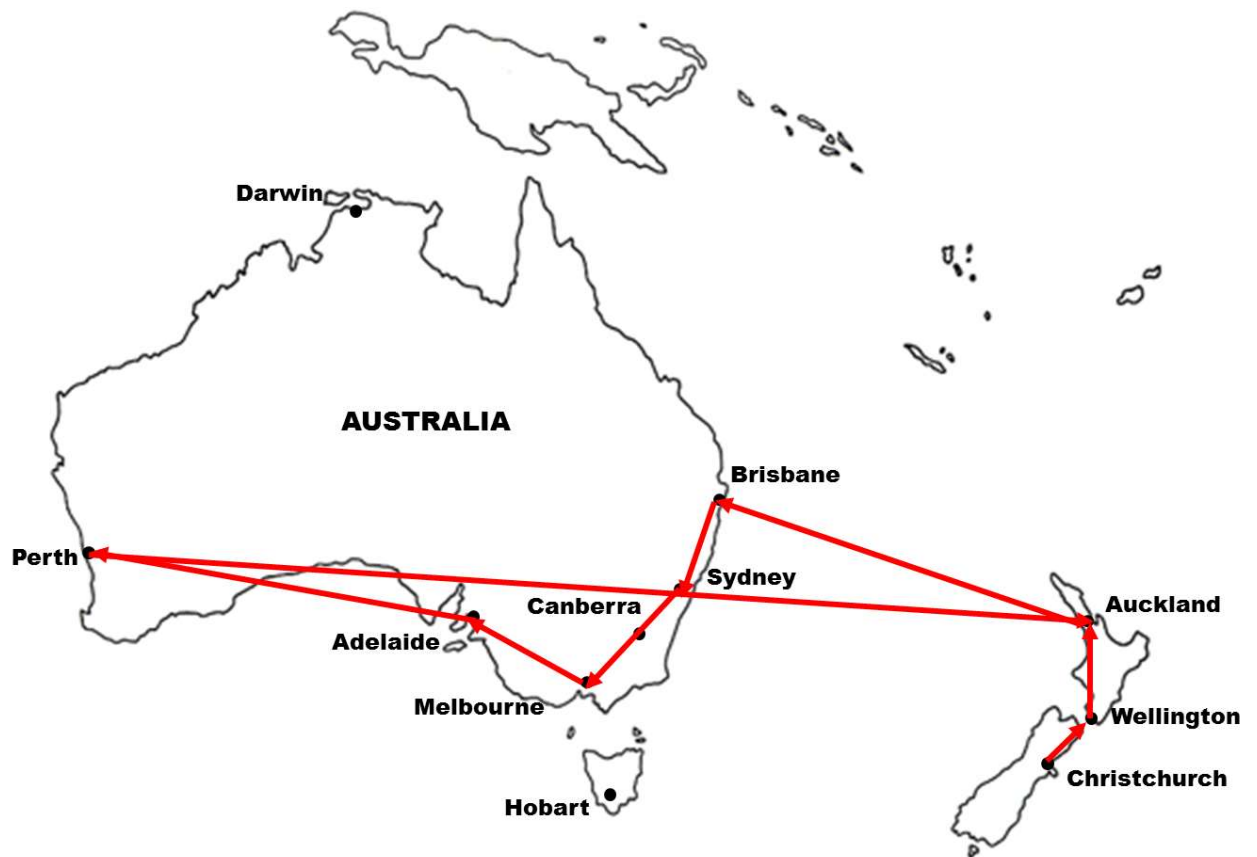 Darwin
AUSTRALIA
Brisbane
Perth
Sydney
Canberra
Auckland
Adelaide
Melbourne
Wellington
Christchurch
Hobart